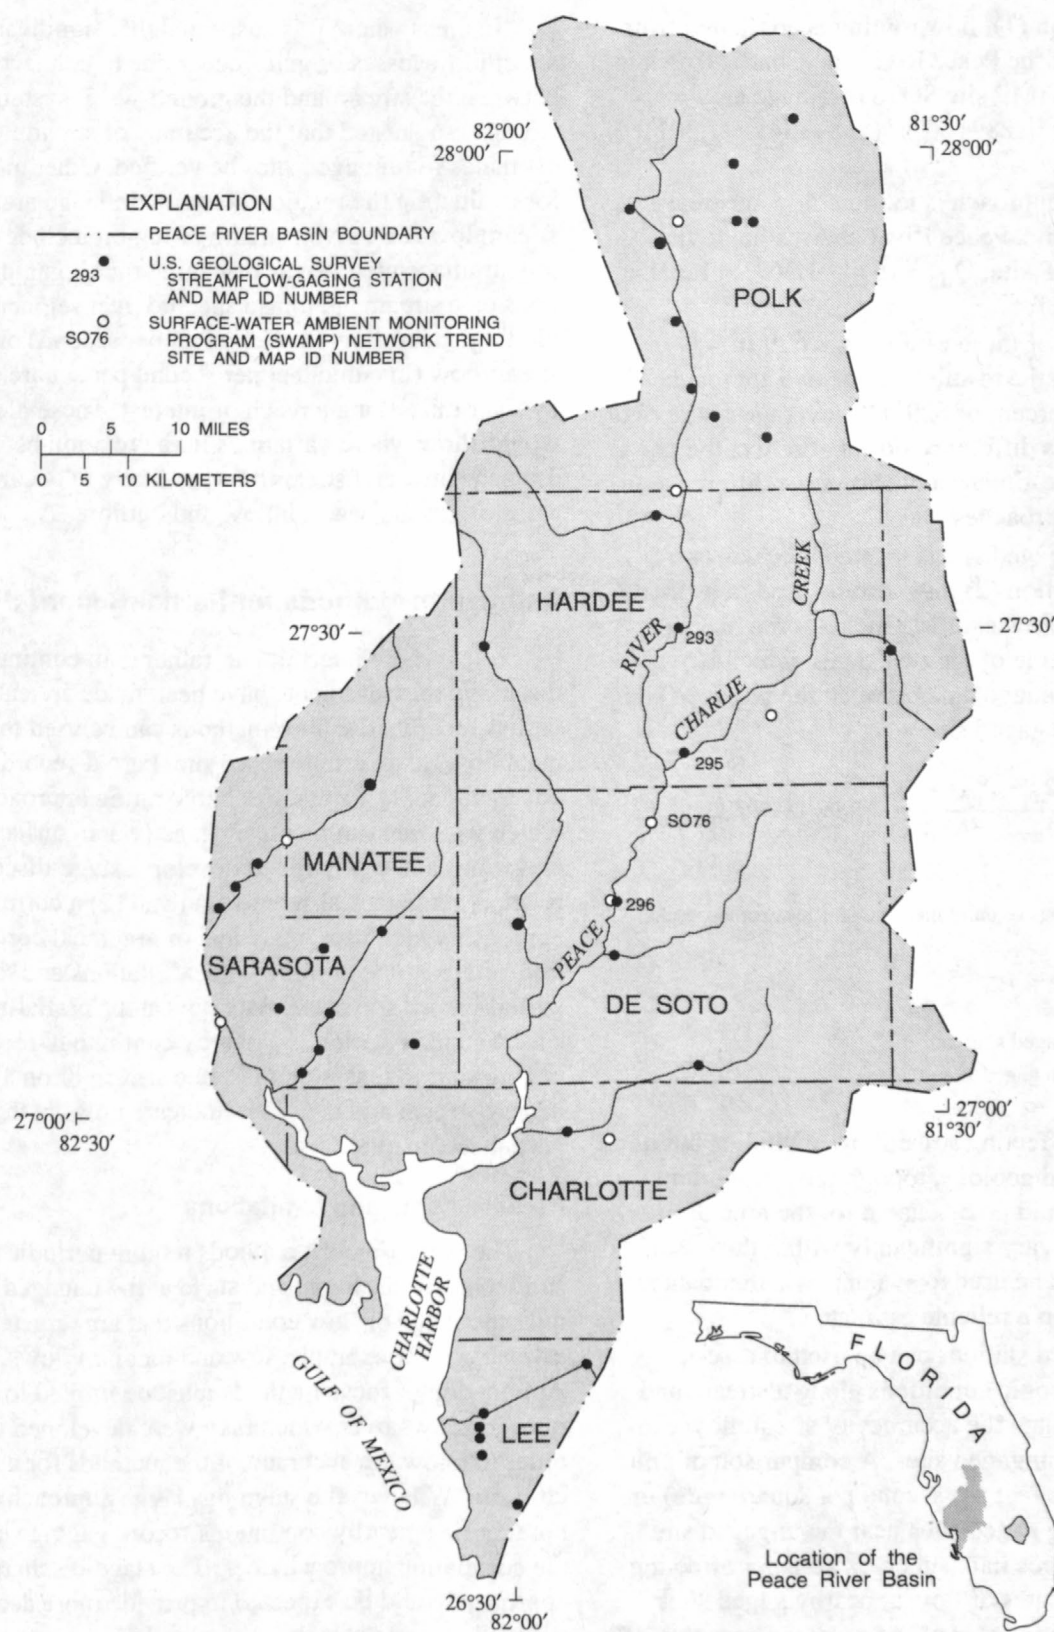 82°00′
28°00′
81°30′
28°00′
EXPLANATION
PEACE RIVER BASIN BOUNDARY
293
U.S. GEOLOGICAL SURVEY
STREAMFLOW-GAGING STATION
AND MAP ID NUMBER
SO76
SURFACE-WATER AMBIENT MONITORING
PROGRAM (SWAMP) NETWORK TREND
SITE AND MAP ID NUMBER
0 5 10 MILES
0 5 10 KILOMETERS
POLK
HARDEE
RIVER
CREEK
CHARLIE
27°30′
27°30′
293
295
SO76
MANATEE
296
PEACE
SARASOTA
DE SOTO
27°00′
82°30′
27°00′
81°30′
CHARLOTTE
CHARLOTTE
HARBOR
GULF OF MEXICO
LEE
26°30′
82°00′
FLORIDA
Location of the
Peace River Basin